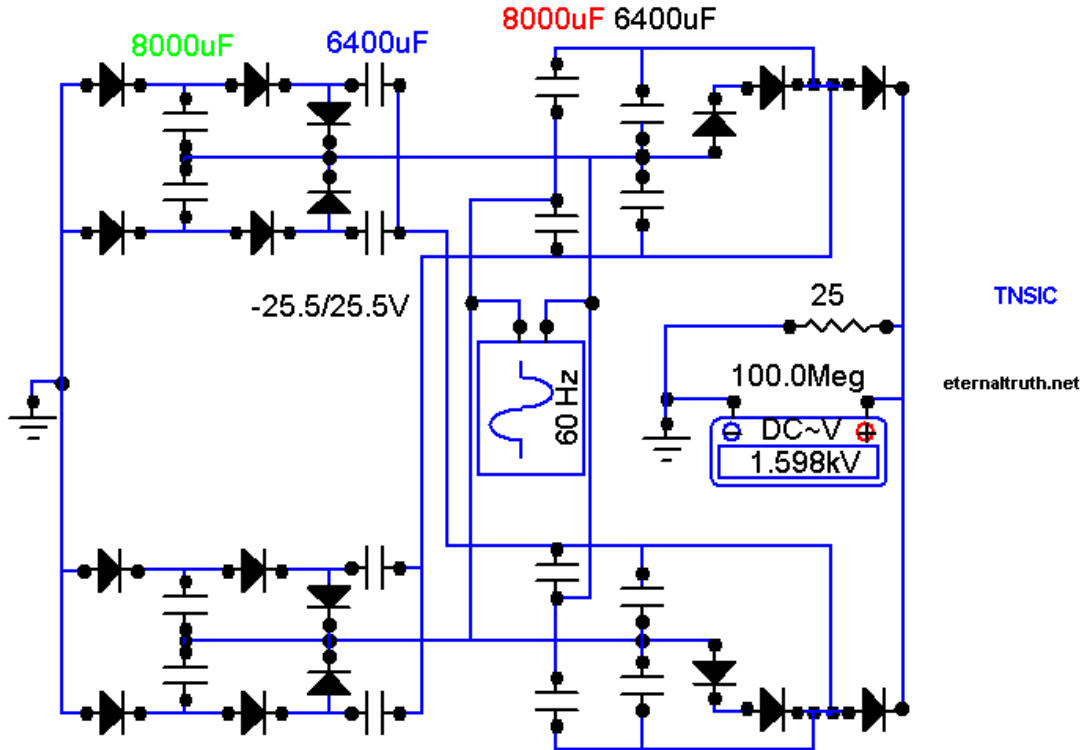 8000uF
6400uF
8000uF 6400uF
-25.5/25.5V
60 Hz
25
TNSIC
100.0Meg
eternaltruth.net
DC~V
1.598kV